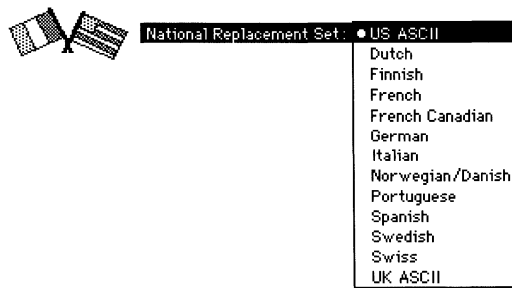 National Replacement Set: US ASCII
Dutch
Finnish
French
French Canadian
German
Italian
Norwegian/Danish
Portuguese
Spanish
Swedish
Swiss
UK ASCII